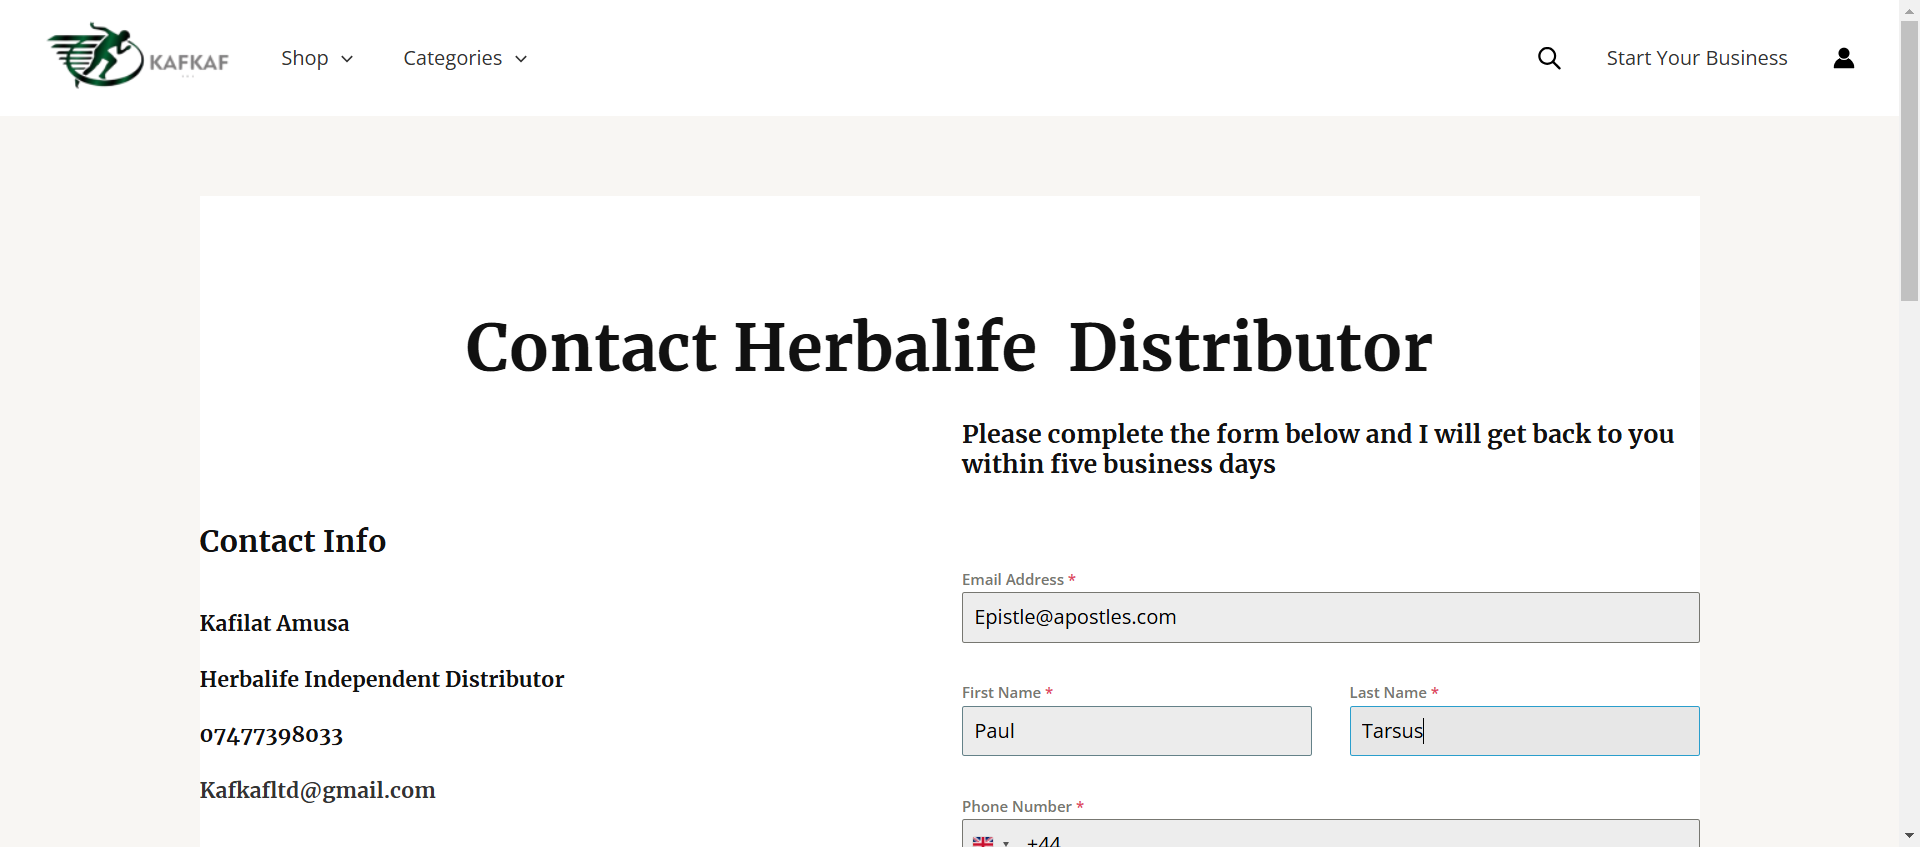 KAFKAF
Shop
Categories
Start Your Business
Contact Herbalife Distributor
Please complete the form below and I will get back to you
within five business days
Contact Info
Kafilat Amusa
Herbalife Independent Distributor
07477398033
Kafkafltd@gmail.com
Email Address *
Epistle@apostles.com
First Name *
Last Name *
Paul
Tarsus
Phone Number *
+44